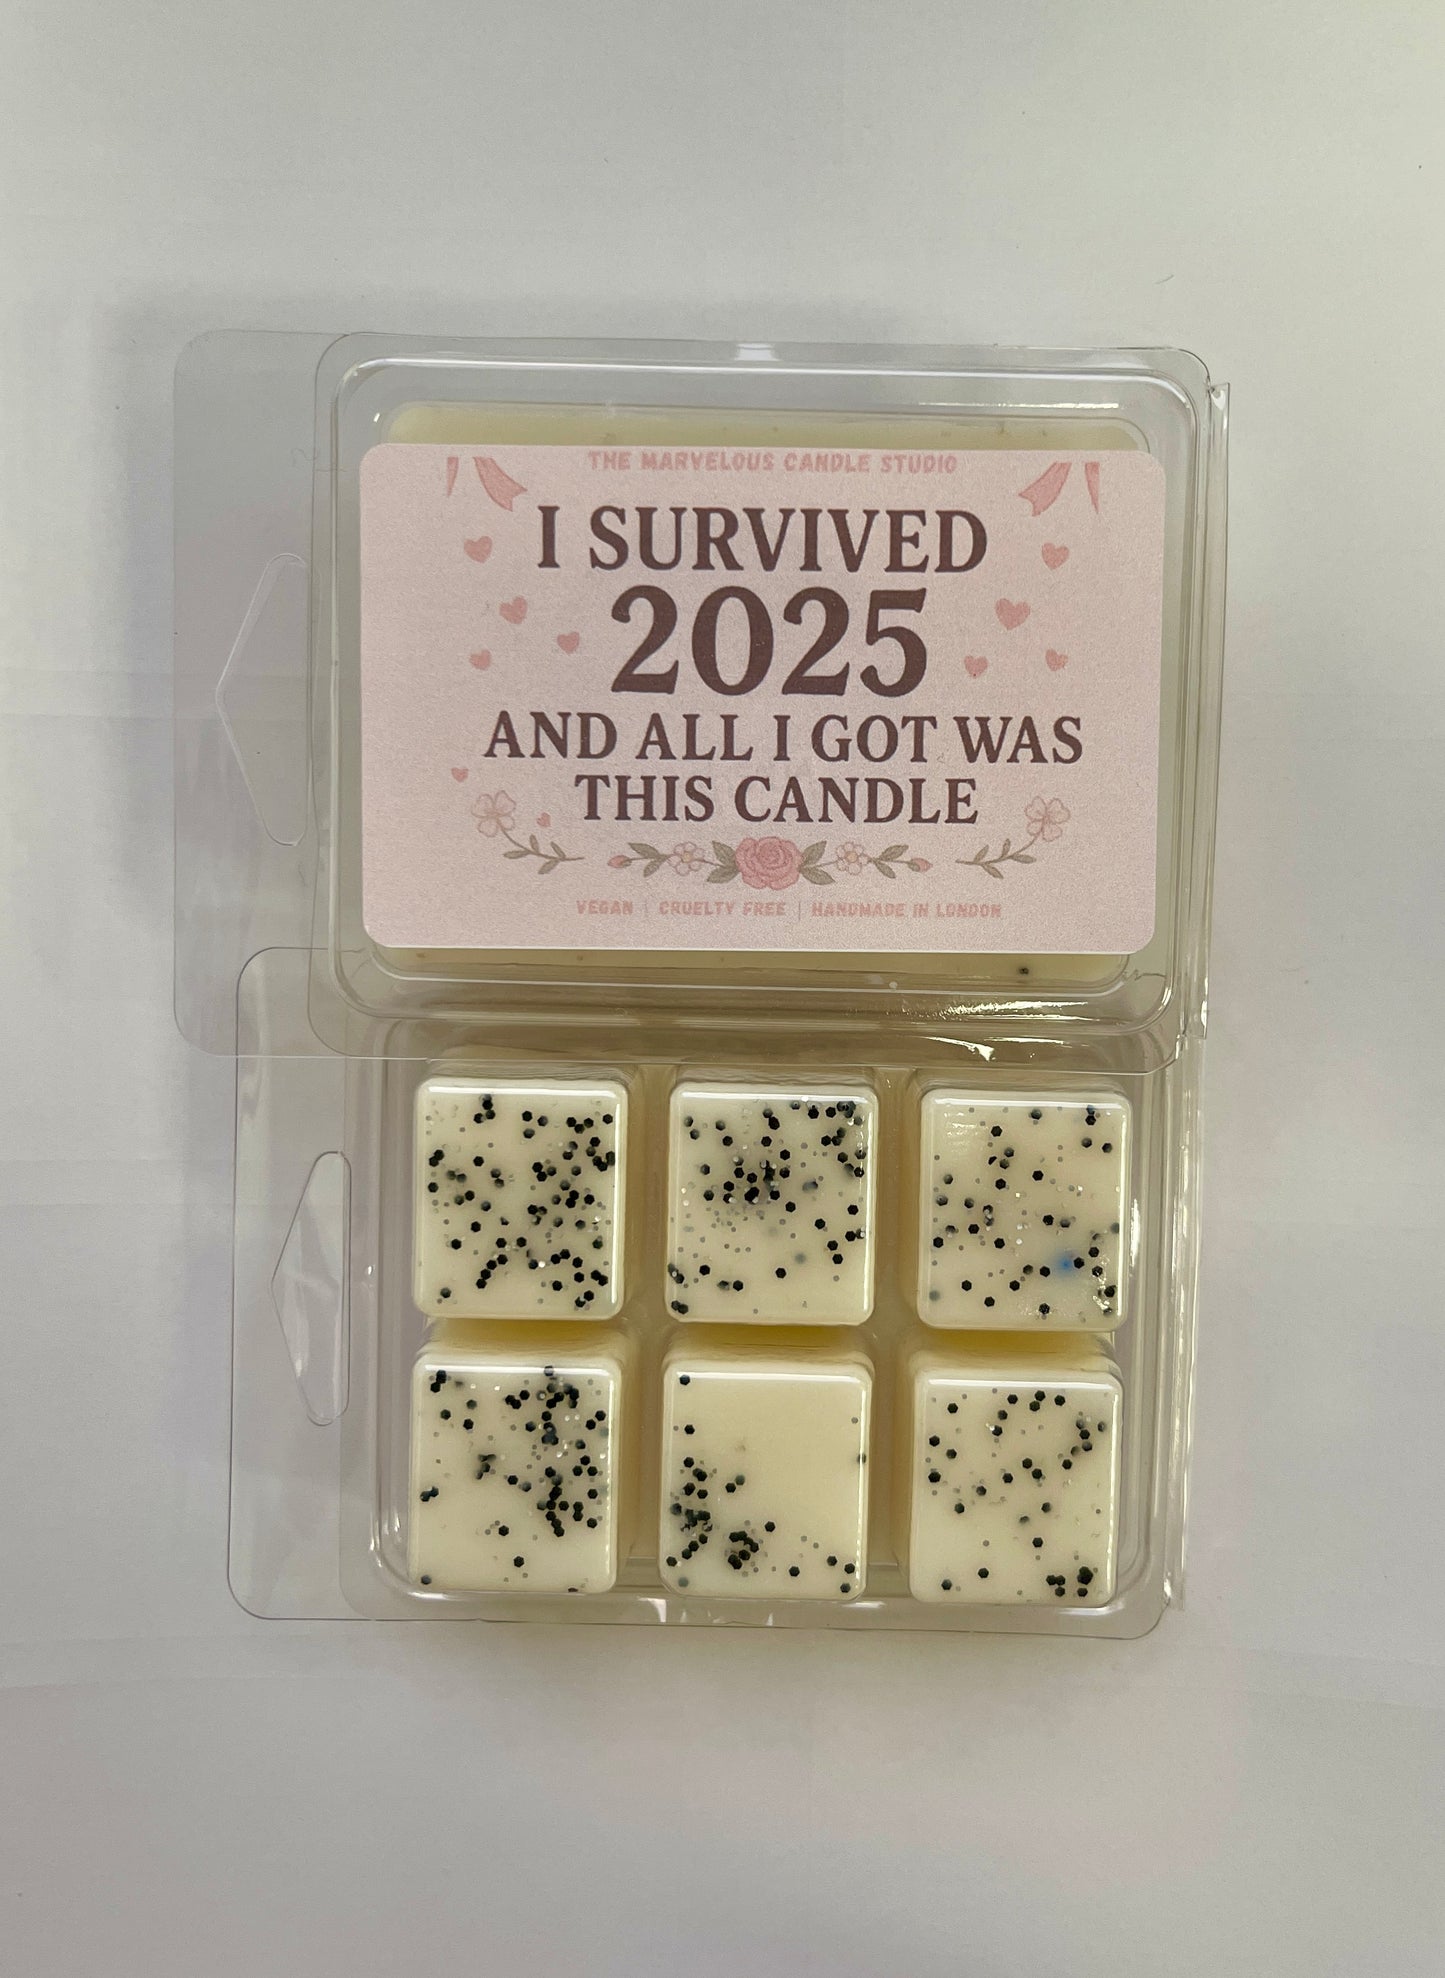 THE MARVELOUS CANDLE STUDIO
I SURVIVED
2025
AND ALL I GOT WAS
THIS CANDLE
VEGAN | CRUELTY FREE | HANDMADE IN LONDON